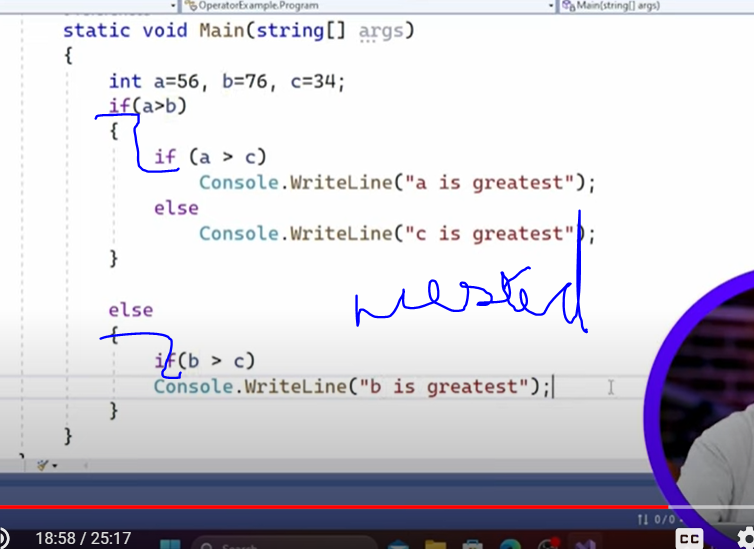 OperatorExample.Program Main(string[] args)
static void Main(string[] args)
{
int a=56, b=76, c=34;
if(a>b)
{
if (a > c)
Console.WriteLine("a is greatest");
else
Console.WriteLine("c is greatest");
}
nested
else
{
if(b > c)
Console.WriteLine("b is greatest");
}
}
0/0
18:58 / 25:17
Search
CC